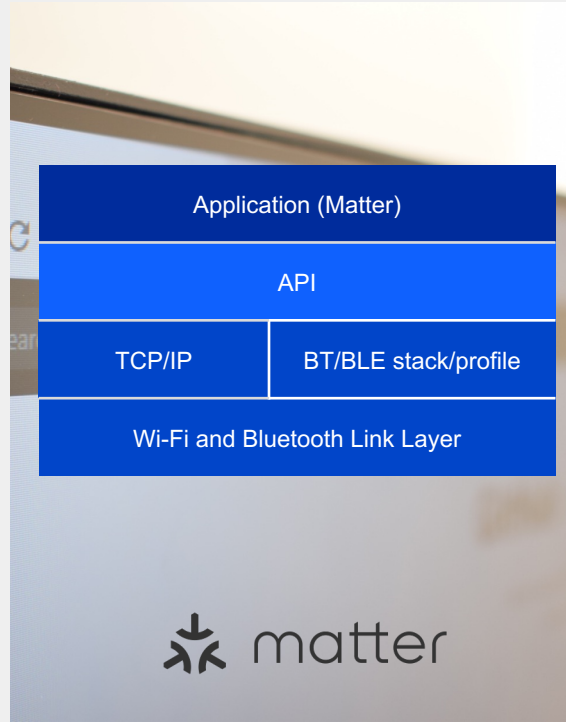 Application (Matter)
API
TCP/IP
BT/BLE stack/profile
Wi-Fi and Bluetooth Link Layer
matter